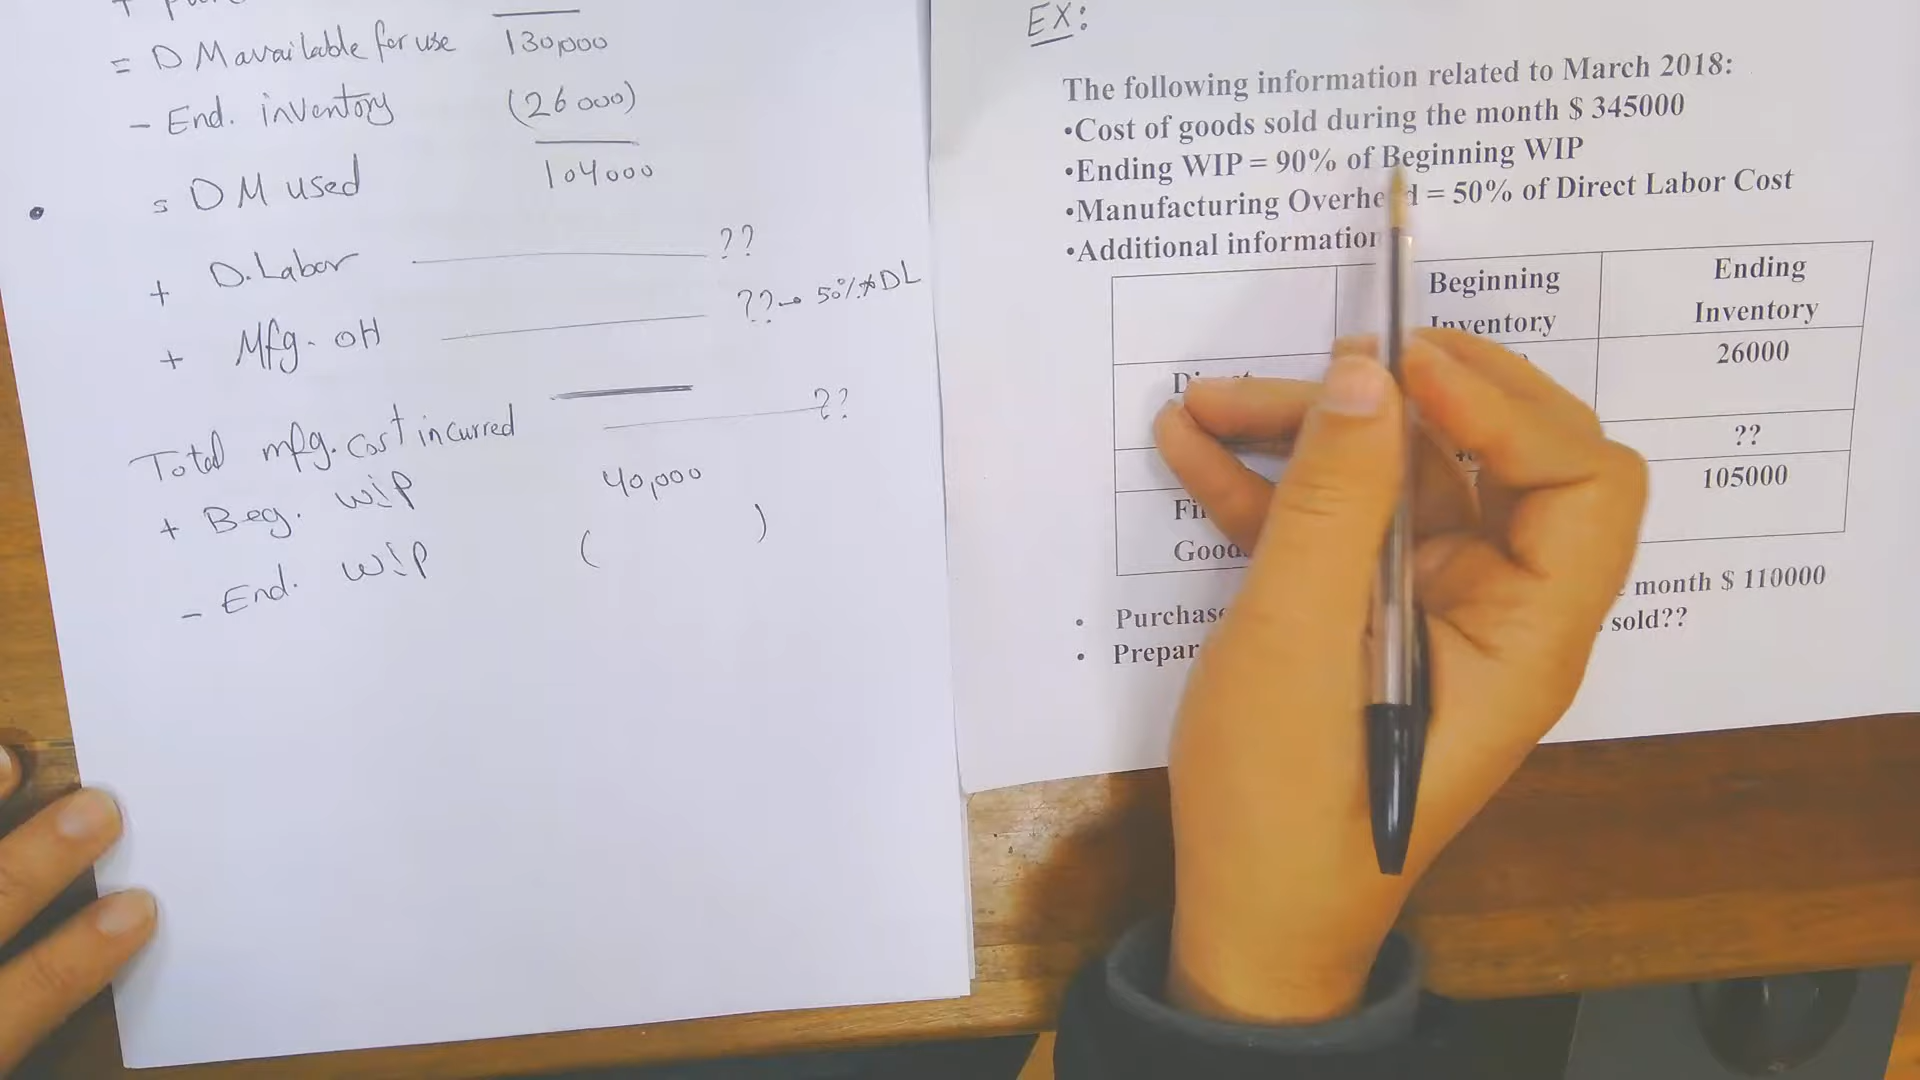 = DM available for use 130,000
- End. inventory (26 000)
s DM used 104000
+ D.Labor ??
+ Mfg. OH ?? → 50%*DL
Total mfg. cost incurred ??
+ Beg. WIP 40,000
- End. WIP ( )
EX:
The following information related to March 2018:
•Cost of goods sold during the month $ 345000
•Ending WIP = 90% of Beginning WIP
•Manufacturing = 50% of Direct Labor Cost
•Additional information
Beginning Ending
Inventory Inventory
26000
??
105000
month $ 110000
• sold??
•